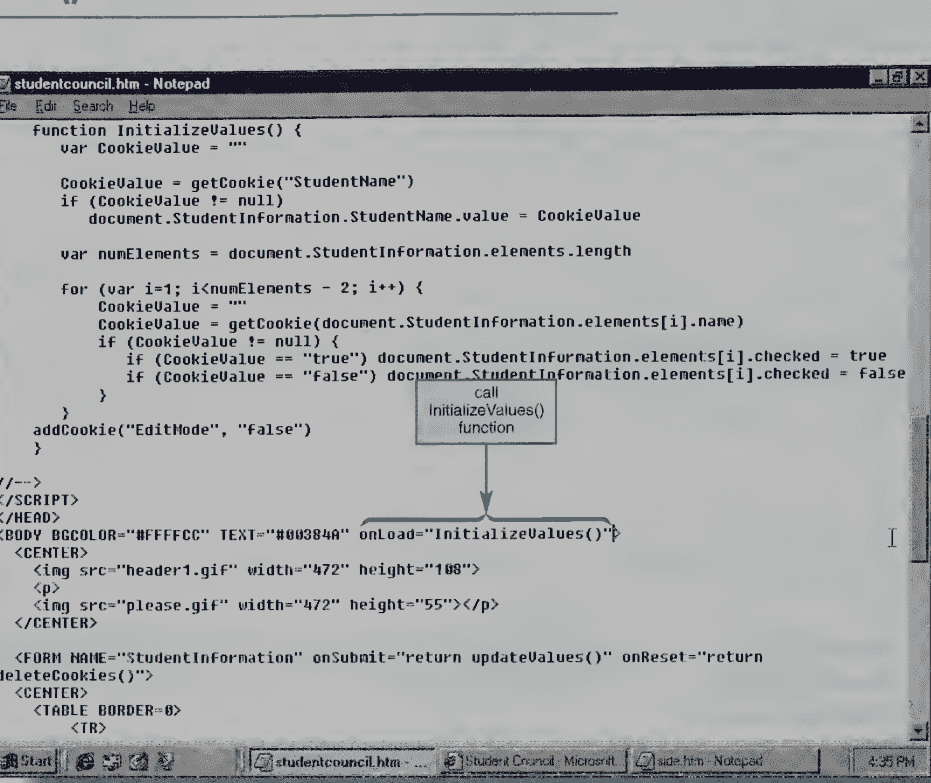 studentcouncil.htm - Notepad
File Edit Search Help
function InitializeValues() {
var CookieValue = ""
CookieValue = getCookie("StudentName")
if (CookieValue != null)
document.StudentInformation.StudentName.value = CookieValue
var numElements = document.StudentInformation.elements.length
for (var i=1; i<numElements - 2; i++) {
CookieValue = ""
CookieValue = getCookie(document.StudentInformation.elements[i].name)
if (CookieValue != null) {
if (CookieValue == "true") document.StudentInformation.elements[i].checked = true
if (CookieValue == "false") document.StudentInformation.elements[i].checked = false
}
}
addCookie("EditMode", "false")
}
call
InitializeValues()
function
//-->
</SCRIPT>
</HEAD>
<BODY BGCOLOR="#FFFFCC" TEXT="#00384A" onLoad="InitializeValues()">
<CENTER>
<img src="header1.gif" width="472" height="108">
<p>
<img src="please.gif" width="472" height="55"></p>
</CENTER>
<FORM NAME="StudentInformation" onSubmit="return updateValues()" onReset="return
deleteCookies()">
<CENTER>
<TABLE BORDER=0>
<TR>
Start studentcouncil.htm - ... Student Council - Microsoft... side.htm - Notepad 4:35 PM